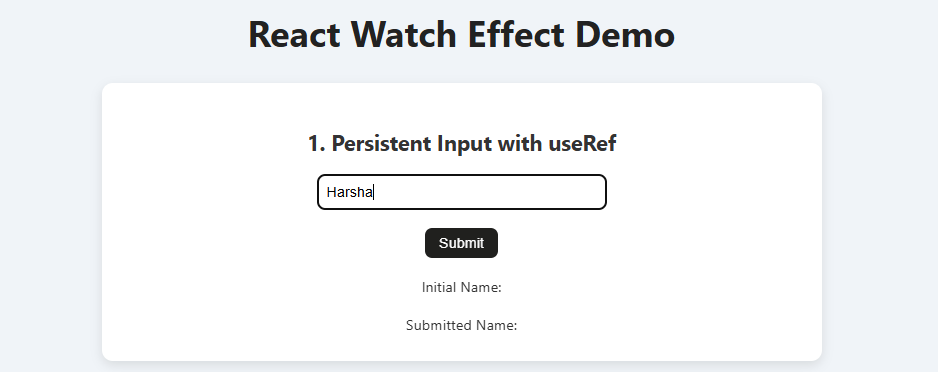 React Watch Effect Demo
1. Persistent Input with useRef
Harsha
Submit
Initial Name:
Submitted Name: